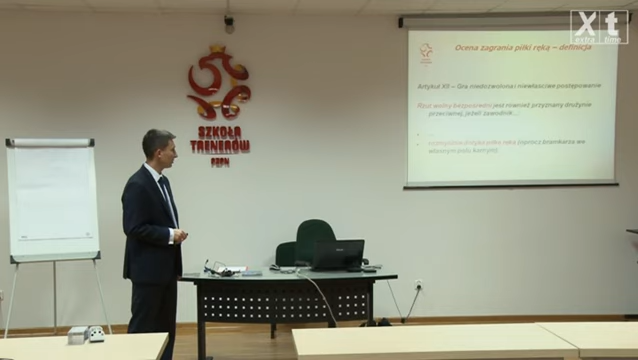 Xt
extra time
Ocena zagrania piłki ręką – definicja
Artykuł XII – Gra niedozwolona i niewłaściwe postępowanie
Rzut wolny bezpośredni jest również przyznany drużynie
przeciwnej, jeżeli zawodnik...
...
rozmyślnie dotyka piłkę ręką (oprócz bramkarza we
własnym polu karnym).
SZKOŁA
TRENERÓW
PZPN